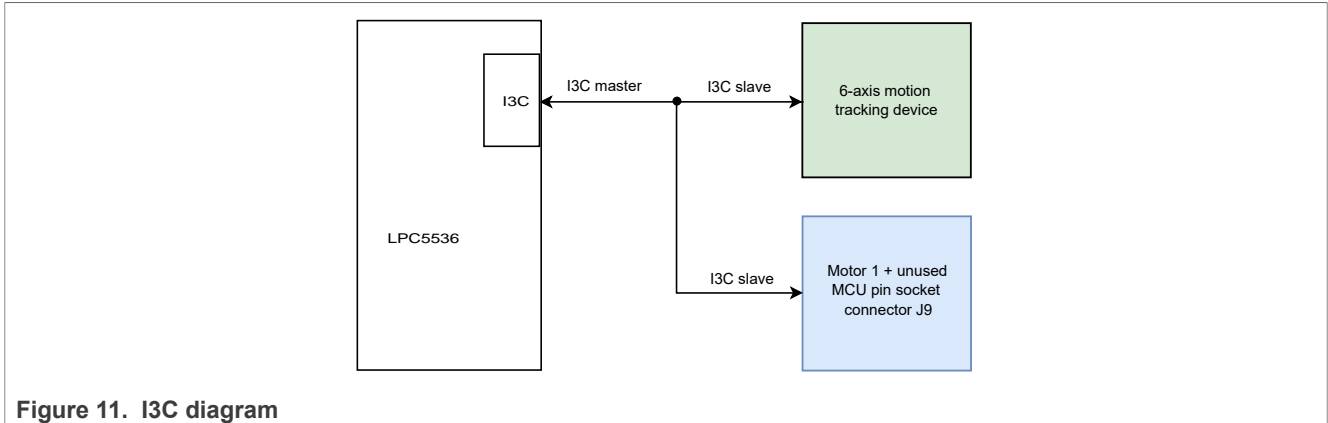 I3C
I3C master
I3C slave
6-axis motion
tracking device
LPC5536
I3C slave
Motor 1 + unused
MCU pin socket
connector J9
Figure 11. I3C diagram